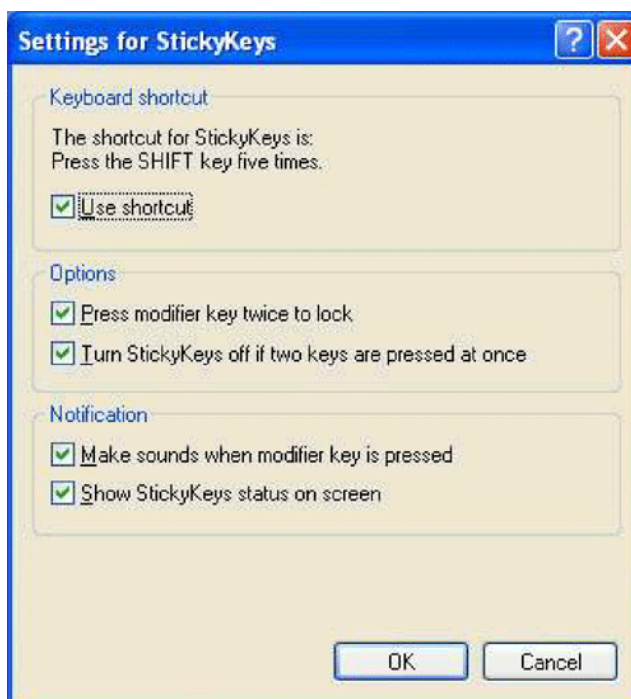 Settings for StickyKeys
Keyboard shortcut
The shortcut for StickyKeys is:
Press the SHIFT key five times.
Use shortcut
Options
Press modifier key twice to lock
Turn StickyKeys off if two keys are pressed at once
Notification
Make sounds when modifier key is pressed
Show StickyKeys status on screen
OK Cancel